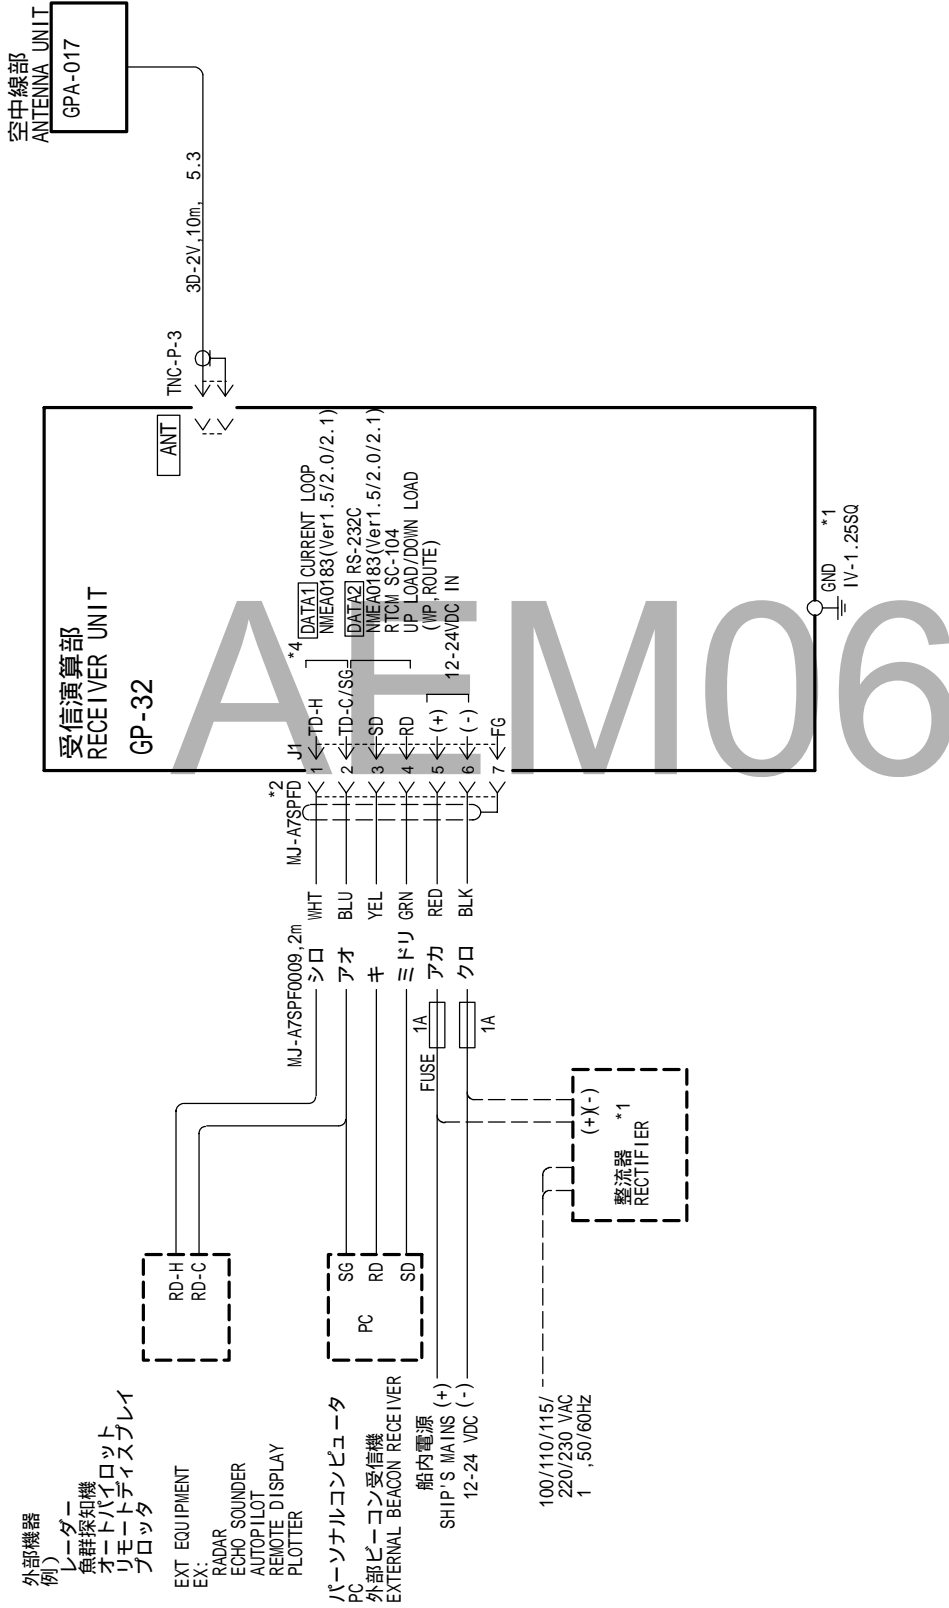 空中線部
ANTENNA UNIT
GPA-017
3D-2V,10m, 5.3
TNC-P-3
ANT
受信演算部
RECEIVER UNIT
GP-32
*4
DATA1 CURRENT LOOP
NMEA0183(Ver1.5/2.0/2.1)
DATA2 RS-232C
NMEA0183(Ver1.5/2.0/2.1)
RTCM SC-104
UP LOAD/DOWN LOAD
(WP,ROUTE)
12-24VDC IN
GND *1
IV-1.25SQ
*2
MJ-A7SPFD
J1
1 TD-H
2 TD-C/SG
3 SD
4 RD
5 (+)
6 (-)
7 FG
MJ-A7SPF0009,2m
シロ WHT
アオ BLU
キ YEL
ミドリ GRN
アカ RED
クロ BLK
FUSE
1A
1A
(+)(-)
整流器 *1
RECTIFIER
RD-H
RD-C
SG
RD
SD
PC
外部機器
例)
レーダー
魚群探知機
オートパイロット
リモートディスプレイ
プロッタ
EXT EQUIPMENT
EX:
RADAR
ECHO SOUNDER
AUTOPILOT
REMOTE DISPLAY
PLOTTER
パーソナルコンピュータ
PC
外部ビーコン受信機
EXTERNAL BEACON RECEIVER
船内電源
SHIP'S MAINS (+)
12-24 VDC (-)
100/110/115/
220/230 VAC
1 ,50/60Hz
AEM06